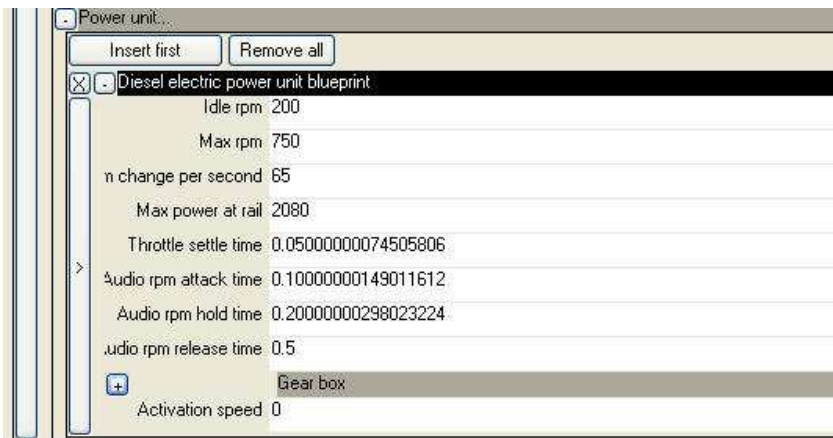 - Power unit...
Insert first Remove all
X - Diesel electric power unit blueprint
Idle rpm 200
Max rpm 750
n change per second 65
Max power at rail 2080
Throttle settle time 0.05000000074505806
> Audio rpm attack time 0.10000000149011612
Audio rpm hold time 0.20000000298023224
udio rpm release time 0.5
+ Gear box
Activation speed 0